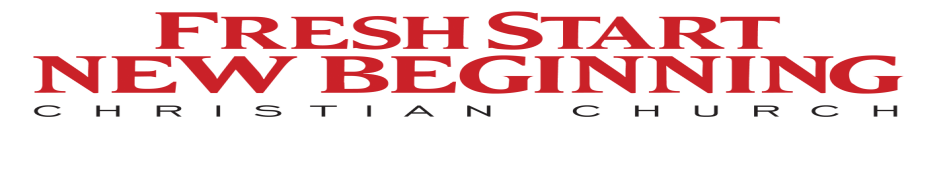 FRESH START
NEW BEGINNING
CHRISTIAN CHURCH